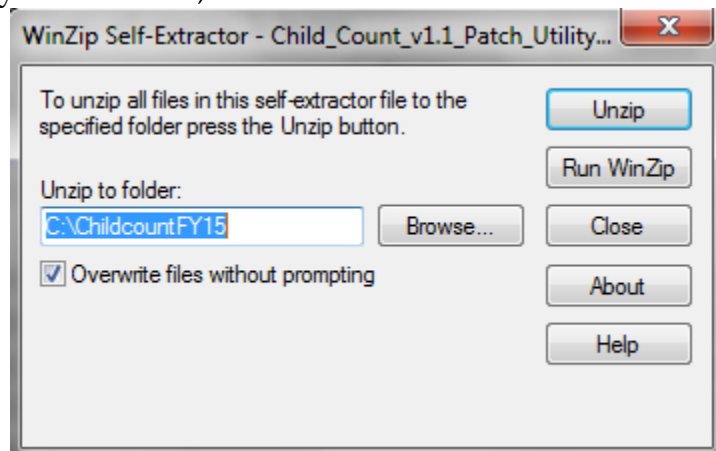 WinZip Self-Extractor - Child_Count_v1.1_Patch_Utility...
To unzip all files in this self-extractor file to the
specified folder press the Unzip button.
Unzip
Run WinZip
Unzip to folder:
C:\ChildcountFY15
Browse...
Close
Overwrite files without prompting
About
Help